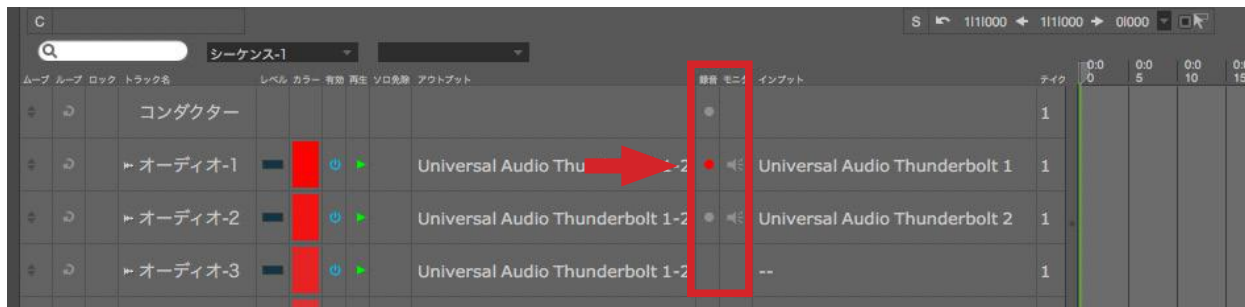 C
S 1|1|000 1|1|000 0|000
シーケンス-1
ムーブ ループ ロック トラック名 レベル カラー 有効 再生 ソロ免除 アウトプット 録音 モニタ インプット テイク
0:0 0:0 0:0 0:
0 5 10 15
コンダクター 1
オーディオ-1 Universal Audio Thu 1-2 Universal Audio Thunderbolt 1 1
オーディオ-2 Universal Audio Thunderbolt 1-2 Universal Audio Thunderbolt 2 1
オーディオ-3 Universal Audio Thunderbolt 1-2 -- 1